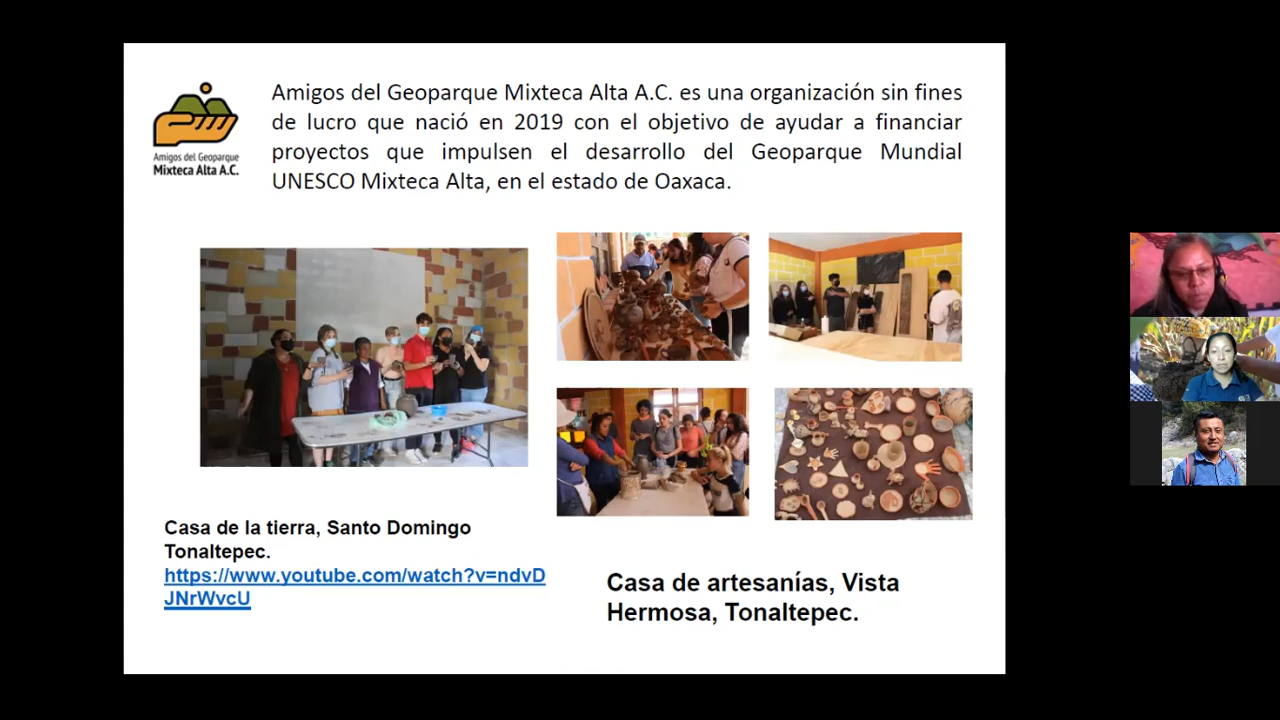 Amigos del Geoparque
Mixteca Alta A.C.
Amigos del Geoparque Mixteca Alta A.C. es una organización sin fines
de lucro que nació en 2019 con el objetivo de ayudar a financiar
proyectos que impulsen el desarrollo del Geoparque Mundial
UNESCO Mixteca Alta, en el estado de Oaxaca.
Casa de la tierra, Santo Domingo
Tonaltepec.
https://www.youtube.com/watch?v=ndvD
JNrWvcU
Casa de artesanías, Vista
Hermosa, Tonaltepec.